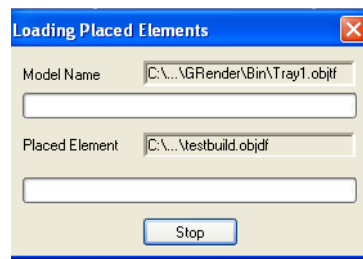 Loading Placed Elements
Model Name C:\...\GRender\Bin\Tray1.objtf
Placed Element C:\...\testbuild.objdf
Stop